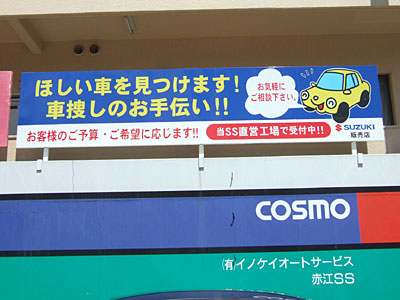 ほしい車を見つけます!
車捜しのお手伝い!!
お気軽に
ご相談下さい。
お客様のご予算・ご希望に応じます!!
当SS直営工場で受付中!!
SUZUKI
販売店
COSMO
(有)イノケイオートサービス
赤江SS